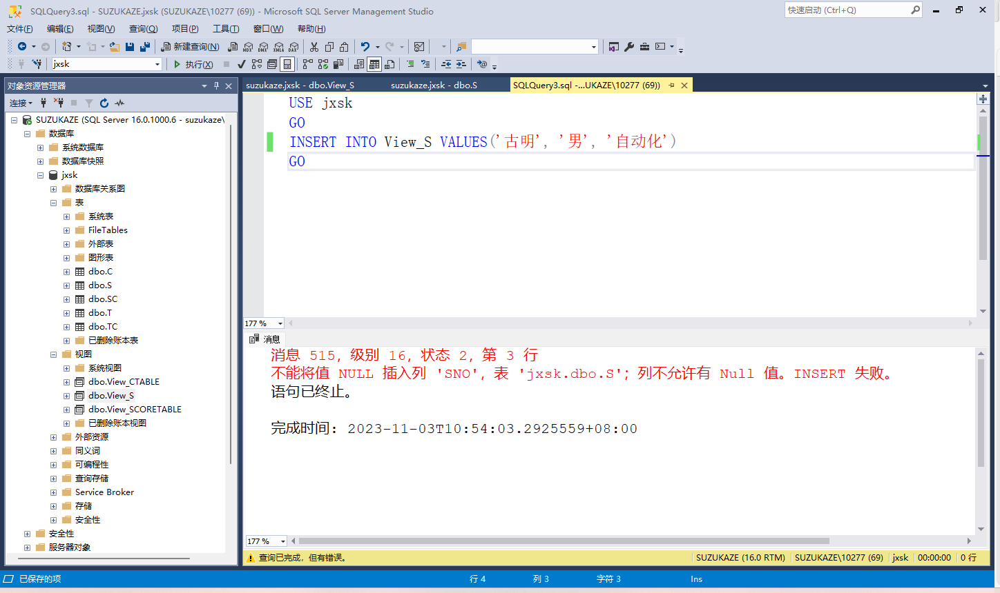 SQLQuery3.sql - SUZUKAZE.jxsk (SUZUKAZE\10277 (69)) - Microsoft SQL Server Management Studio
快速启动 (Ctrl+Q)
文件(F) 编辑(E) 视图(V) 查询(Q) 项目(P) 工具(T) 窗口(W) 帮助(H)
新建查询(N)
MDX DMX XMLA DAX
jxsk
执行(X)
对象资源管理器
连接
SUZUKAZE (SQL Server 16.0.1000.6 - suzukaze\
数据库
系统数据库
数据库快照
jxsk
数据库关系图
表
系统表
FileTables
外部表
图形表
dbo.C
dbo.S
dbo.SC
dbo.T
dbo.TC
已删除账本表
视图
系统视图
dbo.View_CTABLE
dbo.View_S
dbo.View_SCORETABLE
已删除账本视图
外部资源
同义词
可编程性
查询存储
Service Broker
存储
安全性
安全性
服务器对象
suzukaze.jxsk - dbo.View_S
suzukaze.jxsk - dbo.S
SQLQuery3.sql -...UKAZE\10277 (69))
USE jxsk
GO
INSERT INTO View_S VALUES('古明', '男', '自动化')
GO
177 %
消息
消息 515，级别 16，状态 2，第 3 行
不能将值 NULL 插入列 'SNO'，表 'jxsk.dbo.S'；列不允许有 Null 值。INSERT 失败。
语句已终止。
完成时间: 2023-11-03T10:54:03.2925559+08:00
177 %
查询已完成，但有错误。
SUZUKAZE (16.0 RTM) SUZUKAZE\10277 (69) jxsk 00:00:00 0 行
已保存的项
行 4 列 3 字符 3 Ins